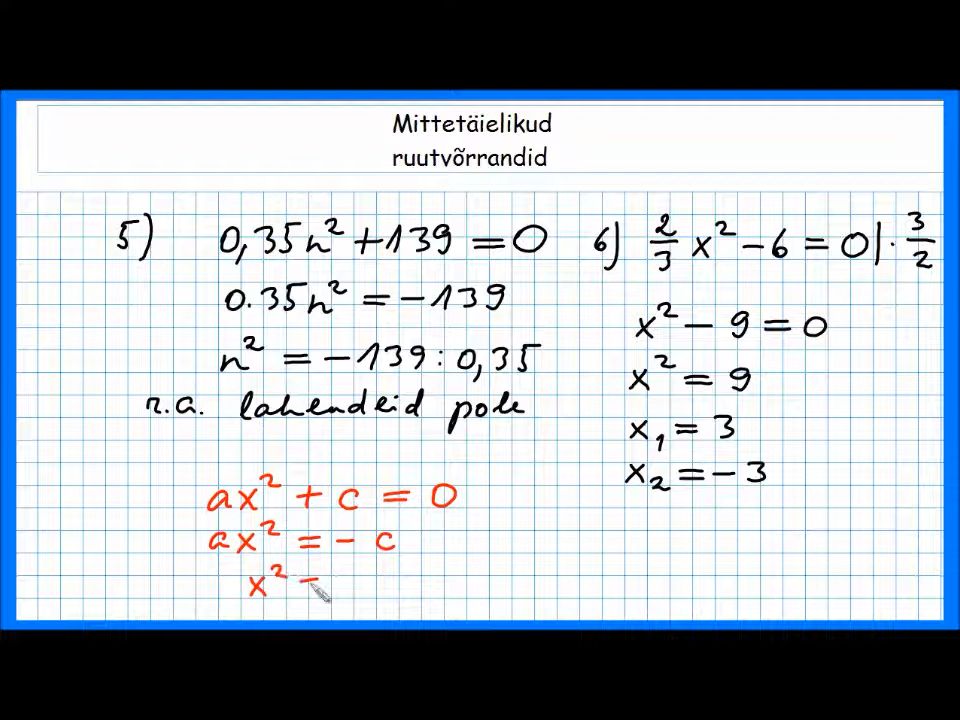 Mittetäielikud
ruutvõrrandid
5) 0,35n² + 139 = 0
0.35n² = -139
n² = -139 : 0,35
r.a. lahendeid pole
ax² + c = 0
ax² = - c
x² -
6) 2/3 x² - 6 = 0 | · 3/2
x² - 9 = 0
x² = 9
x₁ = 3
x₂ = -3